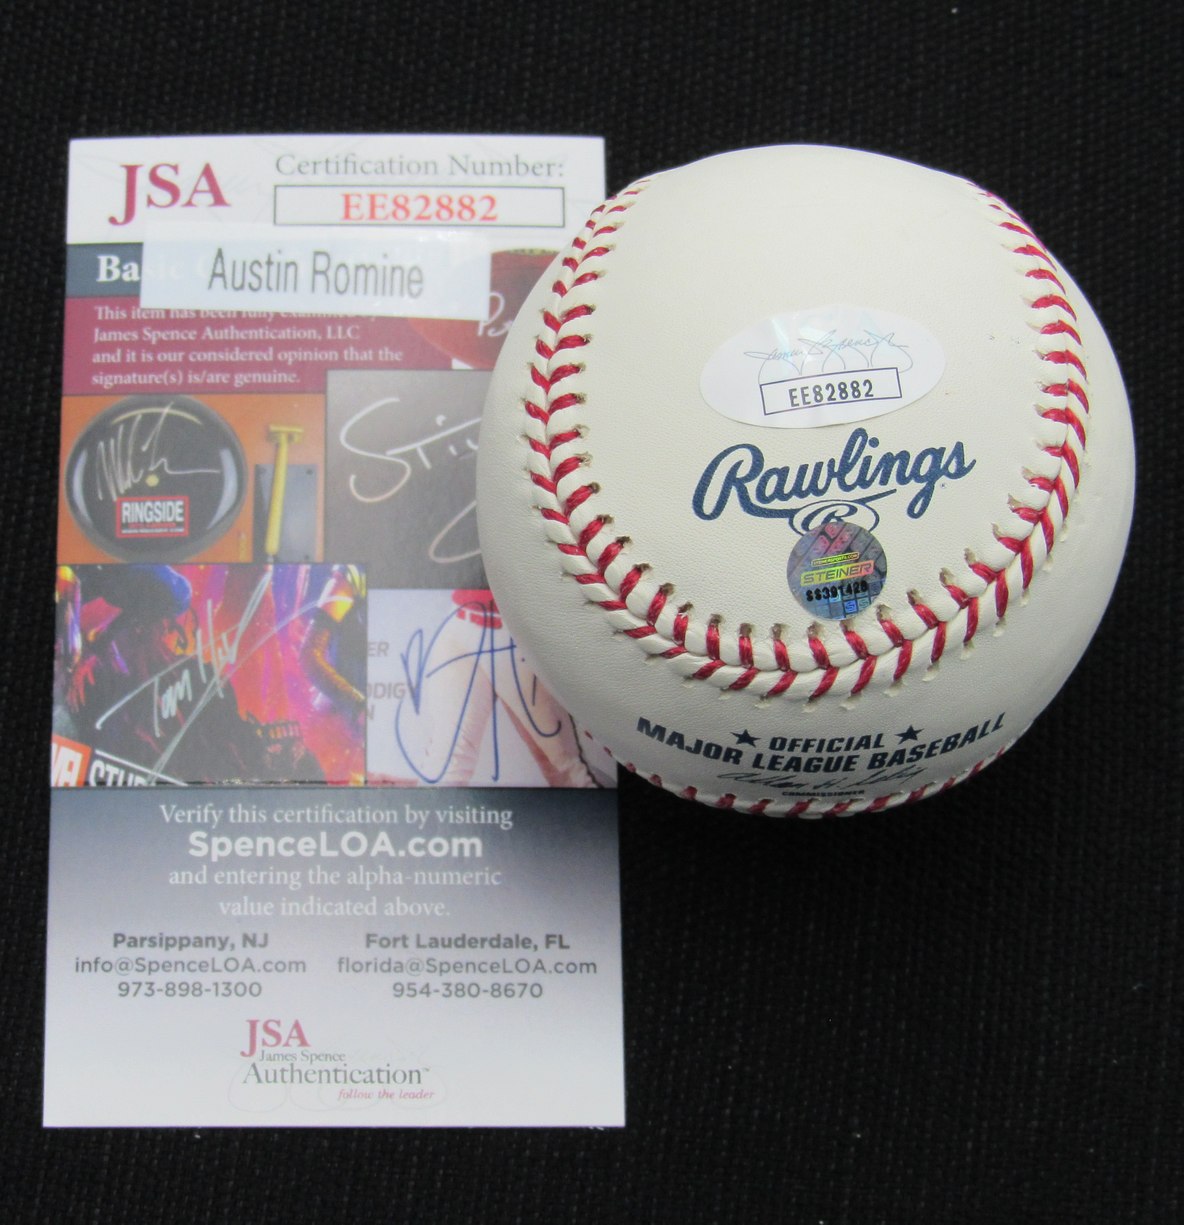 JSA
Certification Number:
EE82882
Austin Romine
This item has been fully
James Spence Authentication, LLC
and it is our considered opinion that the
signature(s) is/are genuine.
RINGSIDE
Verify this certification by visiting
SpenceLOA.com
and entering the alpha-numeric
value indicated above.
Parsippany, NJ
info@SpenceLOA.com
973-898-1300
Fort Lauderdale, FL
florida@SpenceLOA.com
954-380-8670
JSA
James Spence
Authentication
follow the leader
EE82882
Rawlings
R
STEINER
OFFICIAL
MAJOR LEAGUE BASEBALL
COMMISSIONER